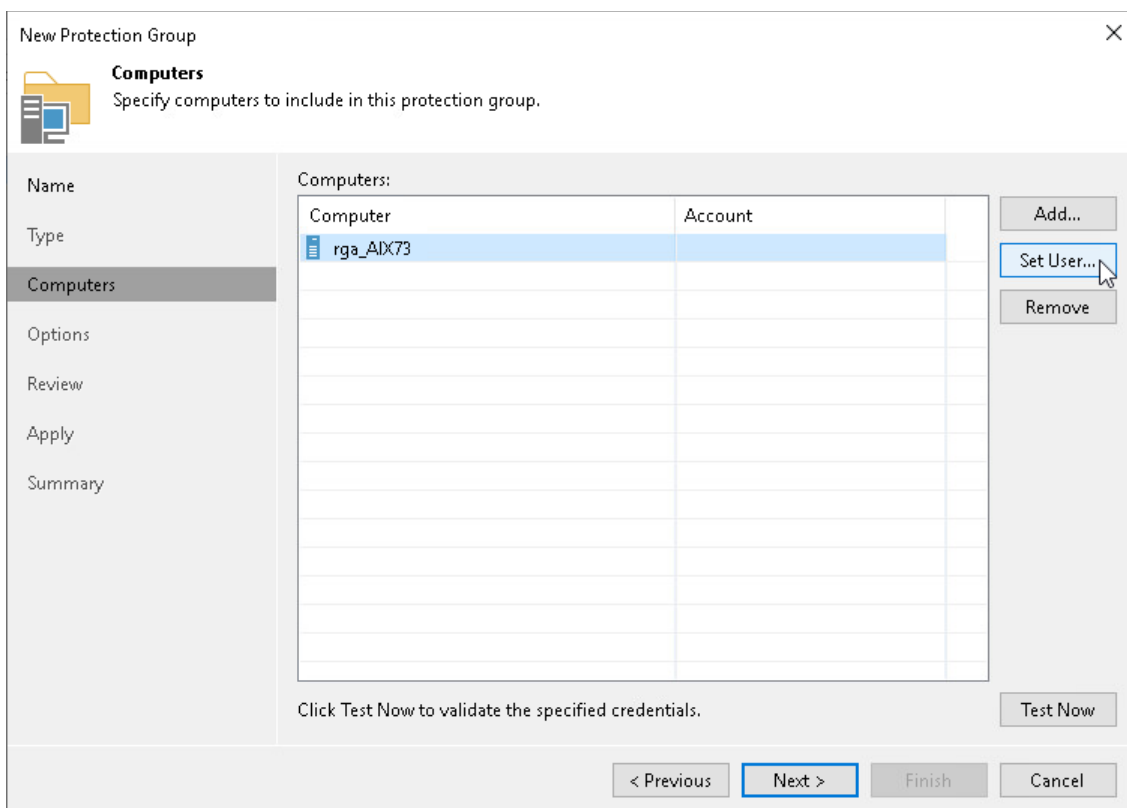 New Protection Group
Computers
Specify computers to include in this protection group.
Name
Type
Computers
Options
Review
Apply
Summary
Computers:
Computer Account
rga_AIX73
Add...
Set User...
Remove
Click Test Now to validate the specified credentials.
Test Now
< Previous Next > Finish Cancel